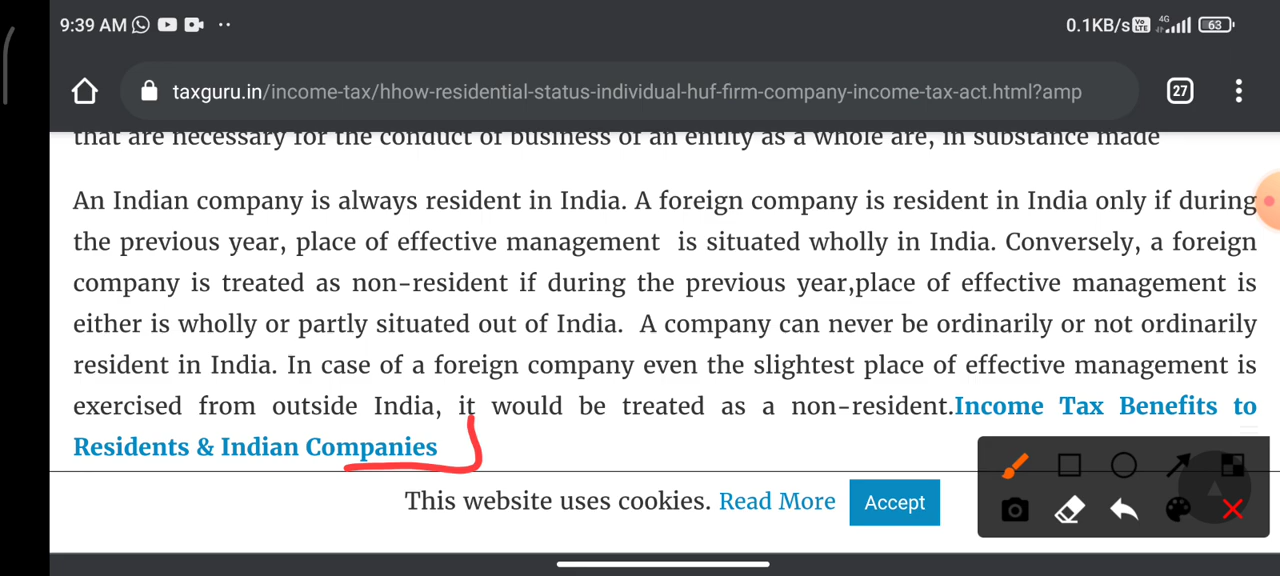 9:39 AM
0.1KB/s Vo LTE 4G 63
taxguru.in/income-tax/hhow-residential-status-individual-huf-firm-company-income-tax-act.html?amp
27
that are necessary for the conduct of business of an entity as a whole are, in substance made
An Indian company is always resident in India. A foreign company is resident in India only if during
the previous year, place of effective management is situated wholly in India. Conversely, a foreign
company is treated as non-resident if during the previous year,place of effective management is
either is wholly or partly situated out of India. A company can never be ordinarily or not ordinarily
resident in India. In case of a foreign company even the slightest place of effective management is
exercised from outside India, it would be treated as a non-resident.Income Tax Benefits to
Residents & Indian Companies
This website uses cookies. Read More Accept